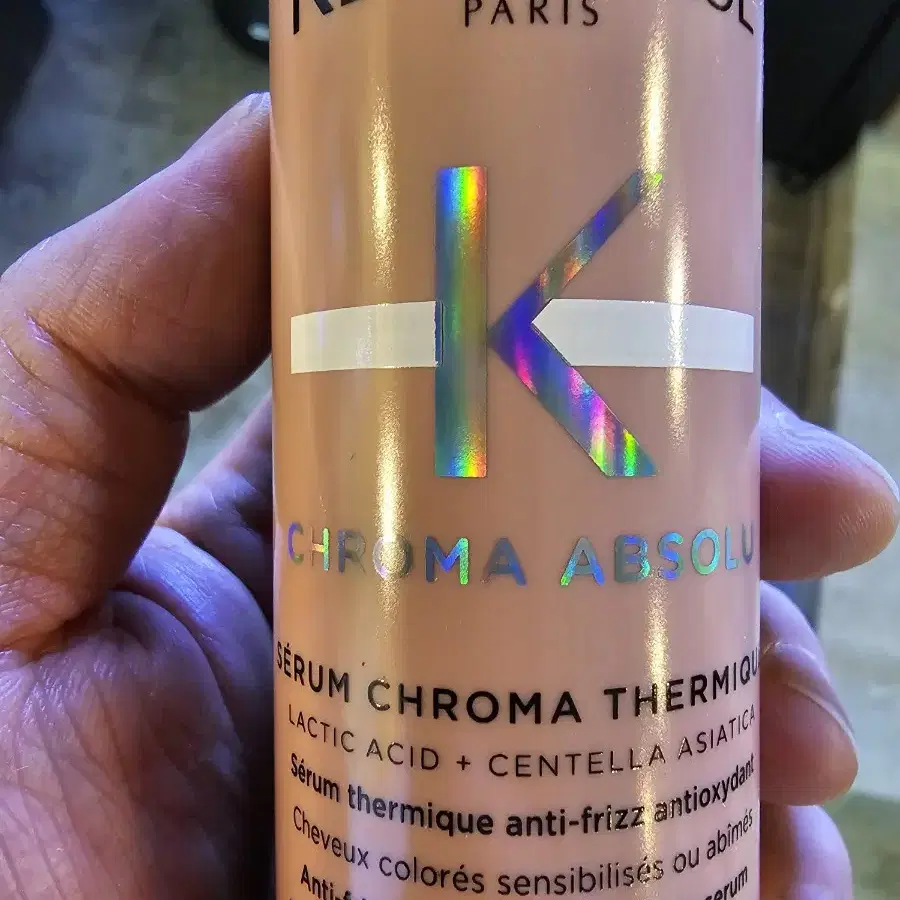 PARIS
K
CHROMA ABSOLU
SÉRUM CHROMA THERMIQUE
LACTIC ACID + CENTELLA ASIATICA
Sérum thermique anti-frizz antioxydant
Cheveux colorés sensibilisés ou abîmés
serum